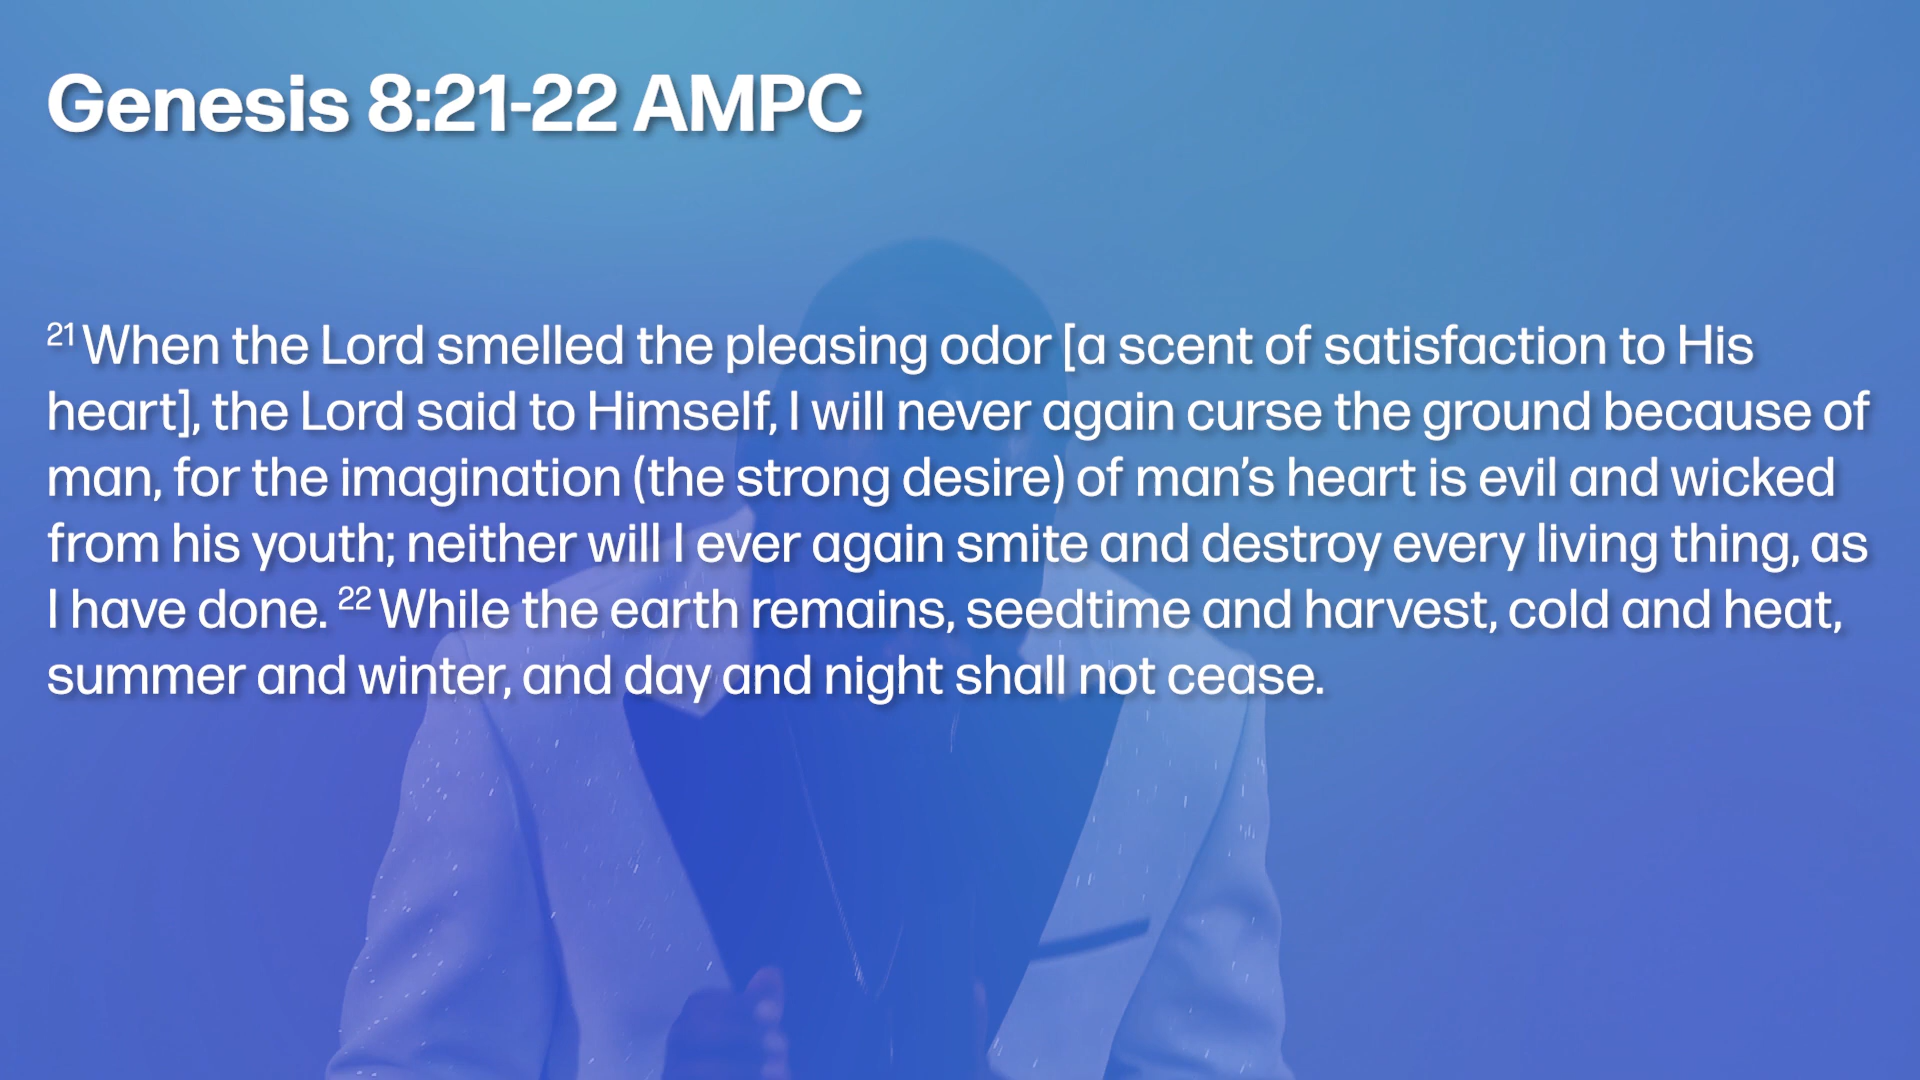 Genesis 8:21-22 AMPC
21 When the Lord smelled the pleasing odor [a scent of satisfaction to His
heart], the Lord said to Himself, I will never again curse the ground because of
man, for the imagination (the strong desire) of man’s heart is evil and wicked
from his youth; neither will I ever again smite and destroy every living thing, as
I have done. 22 While the earth remains, seedtime and harvest, cold and heat,
summer and winter, and day and night shall not cease.